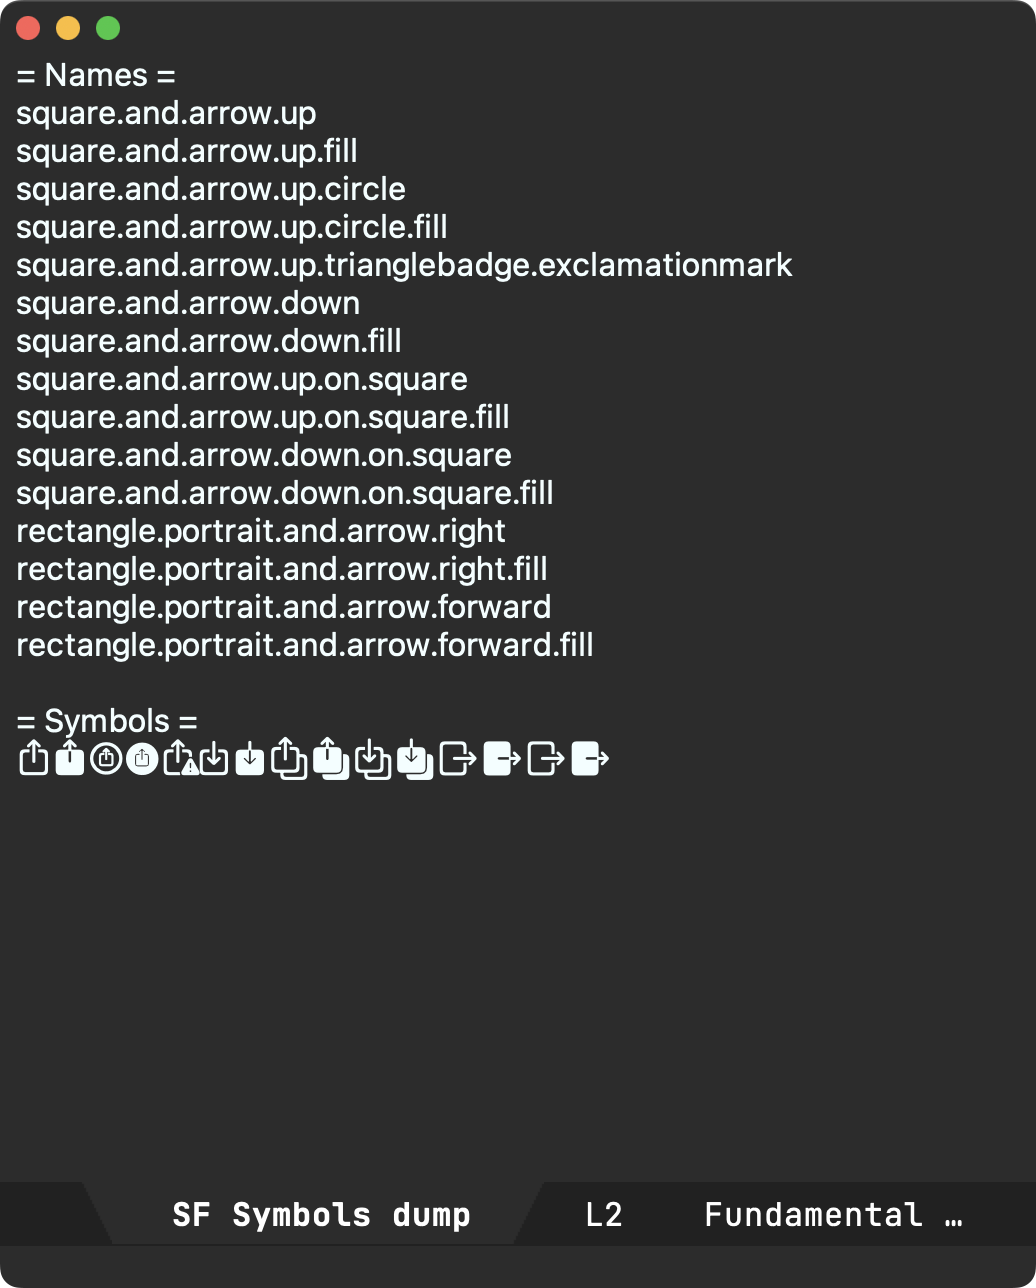 = Names =
square.and.arrow.up
square.and.arrow.up.fill
square.and.arrow.up.circle
square.and.arrow.up.circle.fill
square.and.arrow.up.trianglebadge.exclamationmark
square.and.arrow.down
square.and.arrow.down.fill
square.and.arrow.up.on.square
square.and.arrow.up.on.square.fill
square.and.arrow.down.on.square
square.and.arrow.down.on.square.fill
rectangle.portrait.and.arrow.right
rectangle.portrait.and.arrow.right.fill
rectangle.portrait.and.arrow.forward
rectangle.portrait.and.arrow.forward.fill
= Symbols =
SF Symbols dump L2 Fundamental …